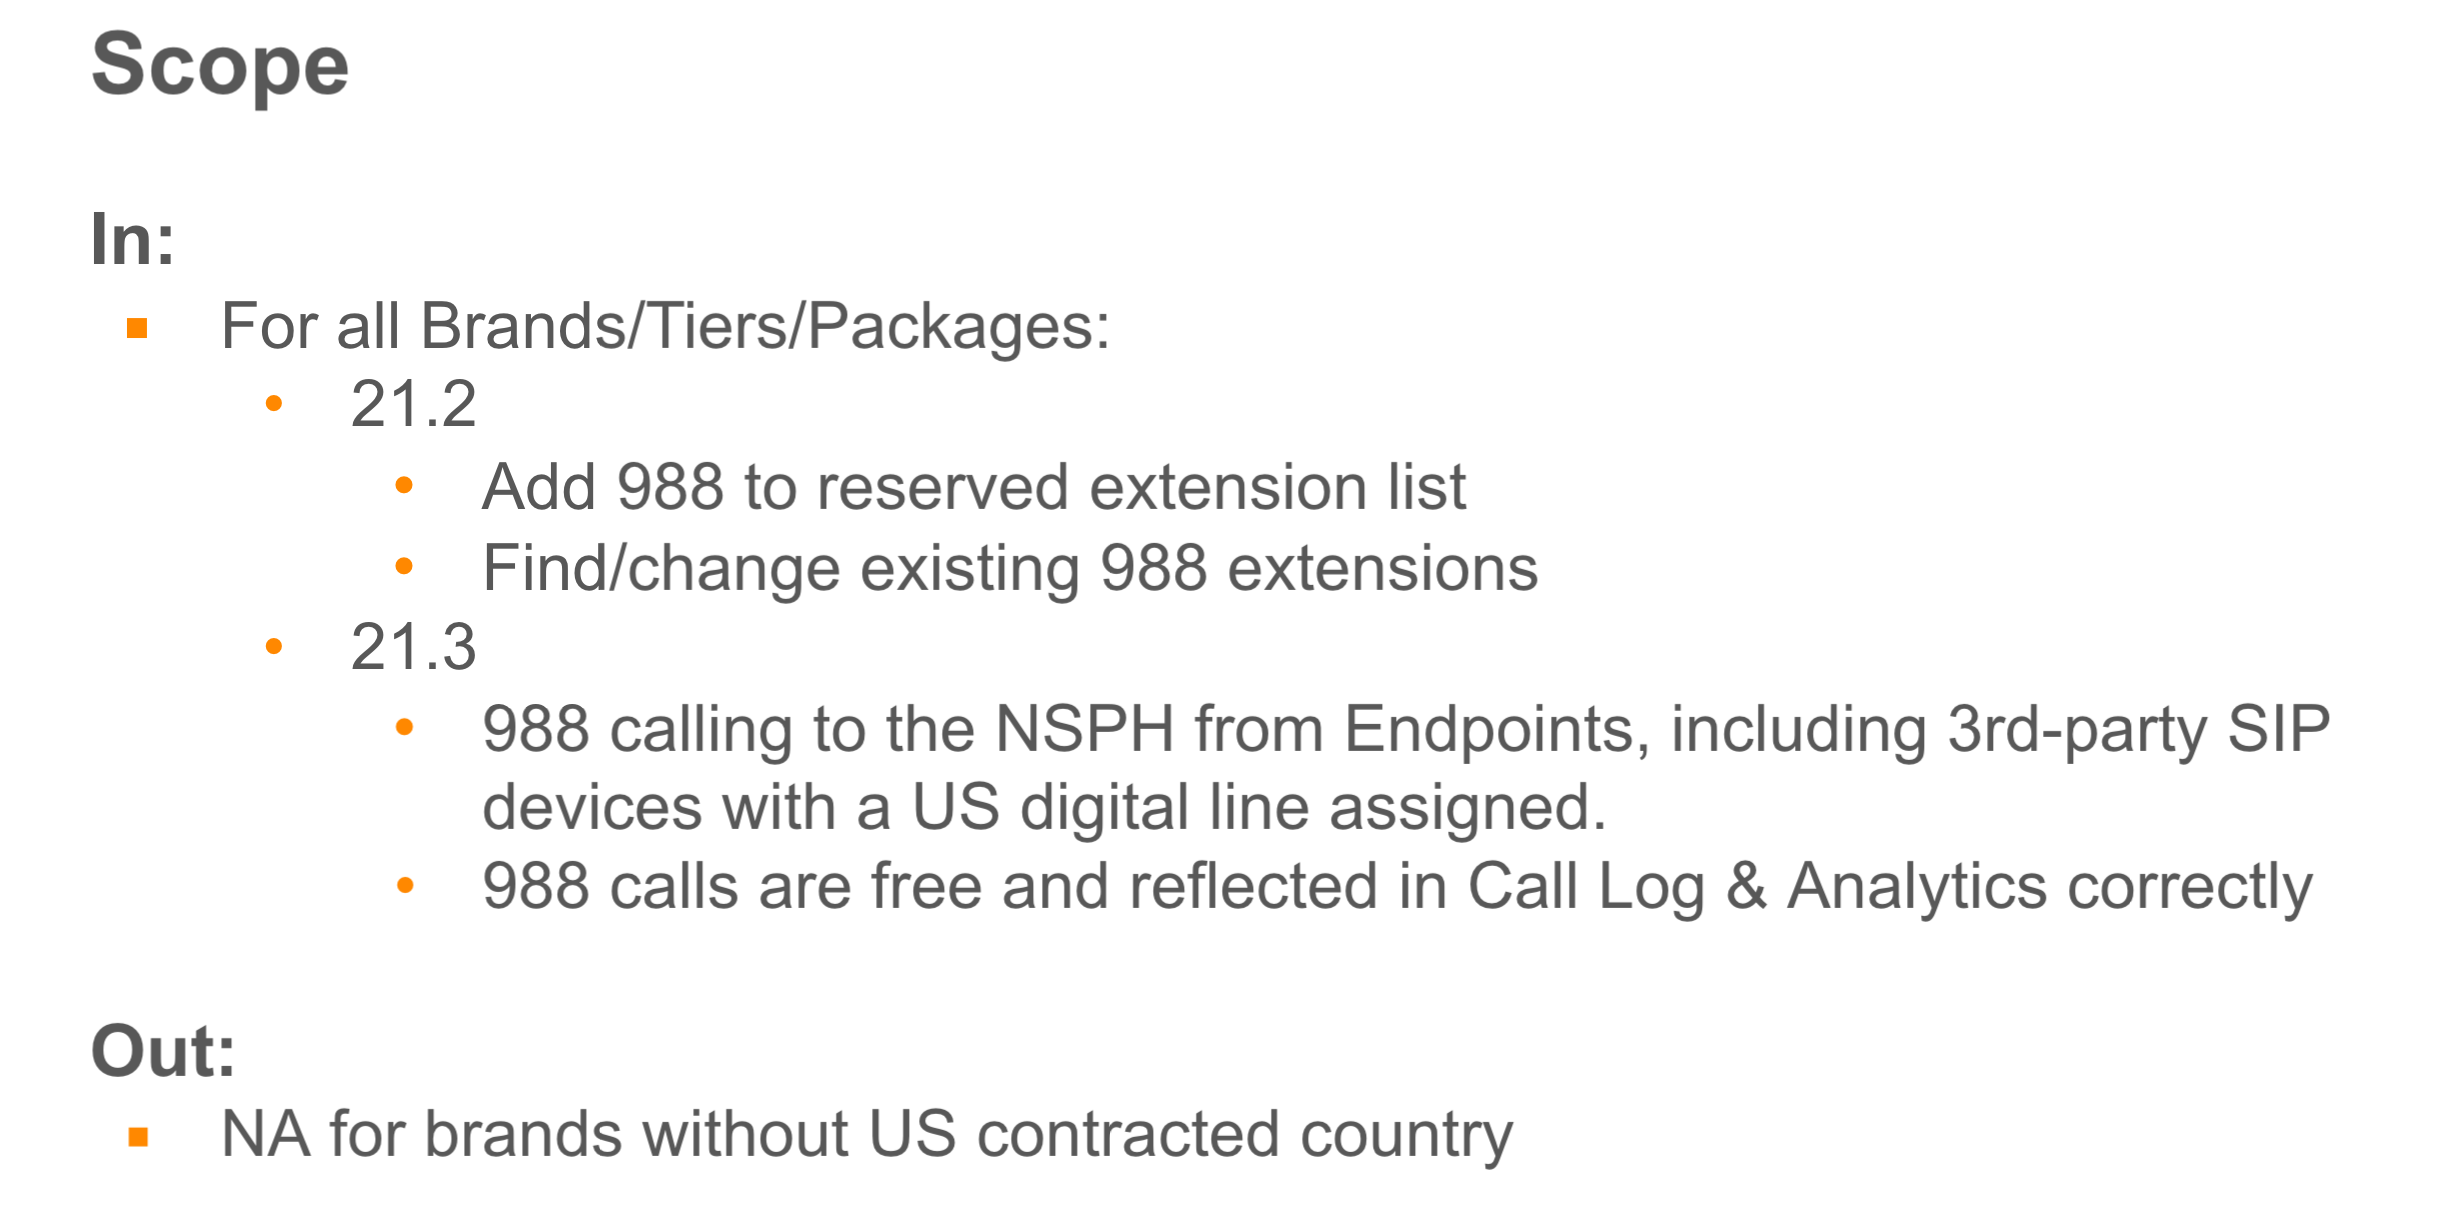 Scope
In:
For all Brands/Tiers/Packages:
21.2
Add 988 to reserved extension list
Find/change existing 988 extensions
21.3
988 calling to the NSPH from Endpoints, including 3rd-party SIP
devices with a US digital line assigned.
988 calls are free and reflected in Call Log & Analytics correctly
Out:
NA for brands without US contracted country